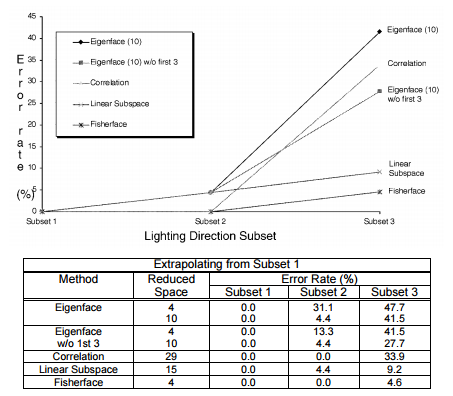 45
40
35
30
25
20
15
10
5
0
Error rate (%)
Eigenface (10)
Eigenface (10) w/o first 3
Correlation
Linear Subspace
Fisherface
Eigenface (10)
Correlation
Eigenface (10)
w/o first 3
Linear
Subspace
Fisherface
Subset 1 Subset 2 Subset 3
Lighting Direction Subset
Extrapolating from Subset 1
Method Reduced Error Rate (%)
Space Subset 1 Subset 2 Subset 3
Eigenface 4 0.0 31.1 47.7
10 0.0 4.4 41.5
Eigenface 4 0.0 13.3 41.5
w/o 1st 3 10 0.0 4.4 27.7
Correlation 29 0.0 0.0 33.9
Linear Subspace 15 0.0 4.4 9.2
Fisherface 4 0.0 0.0 4.6